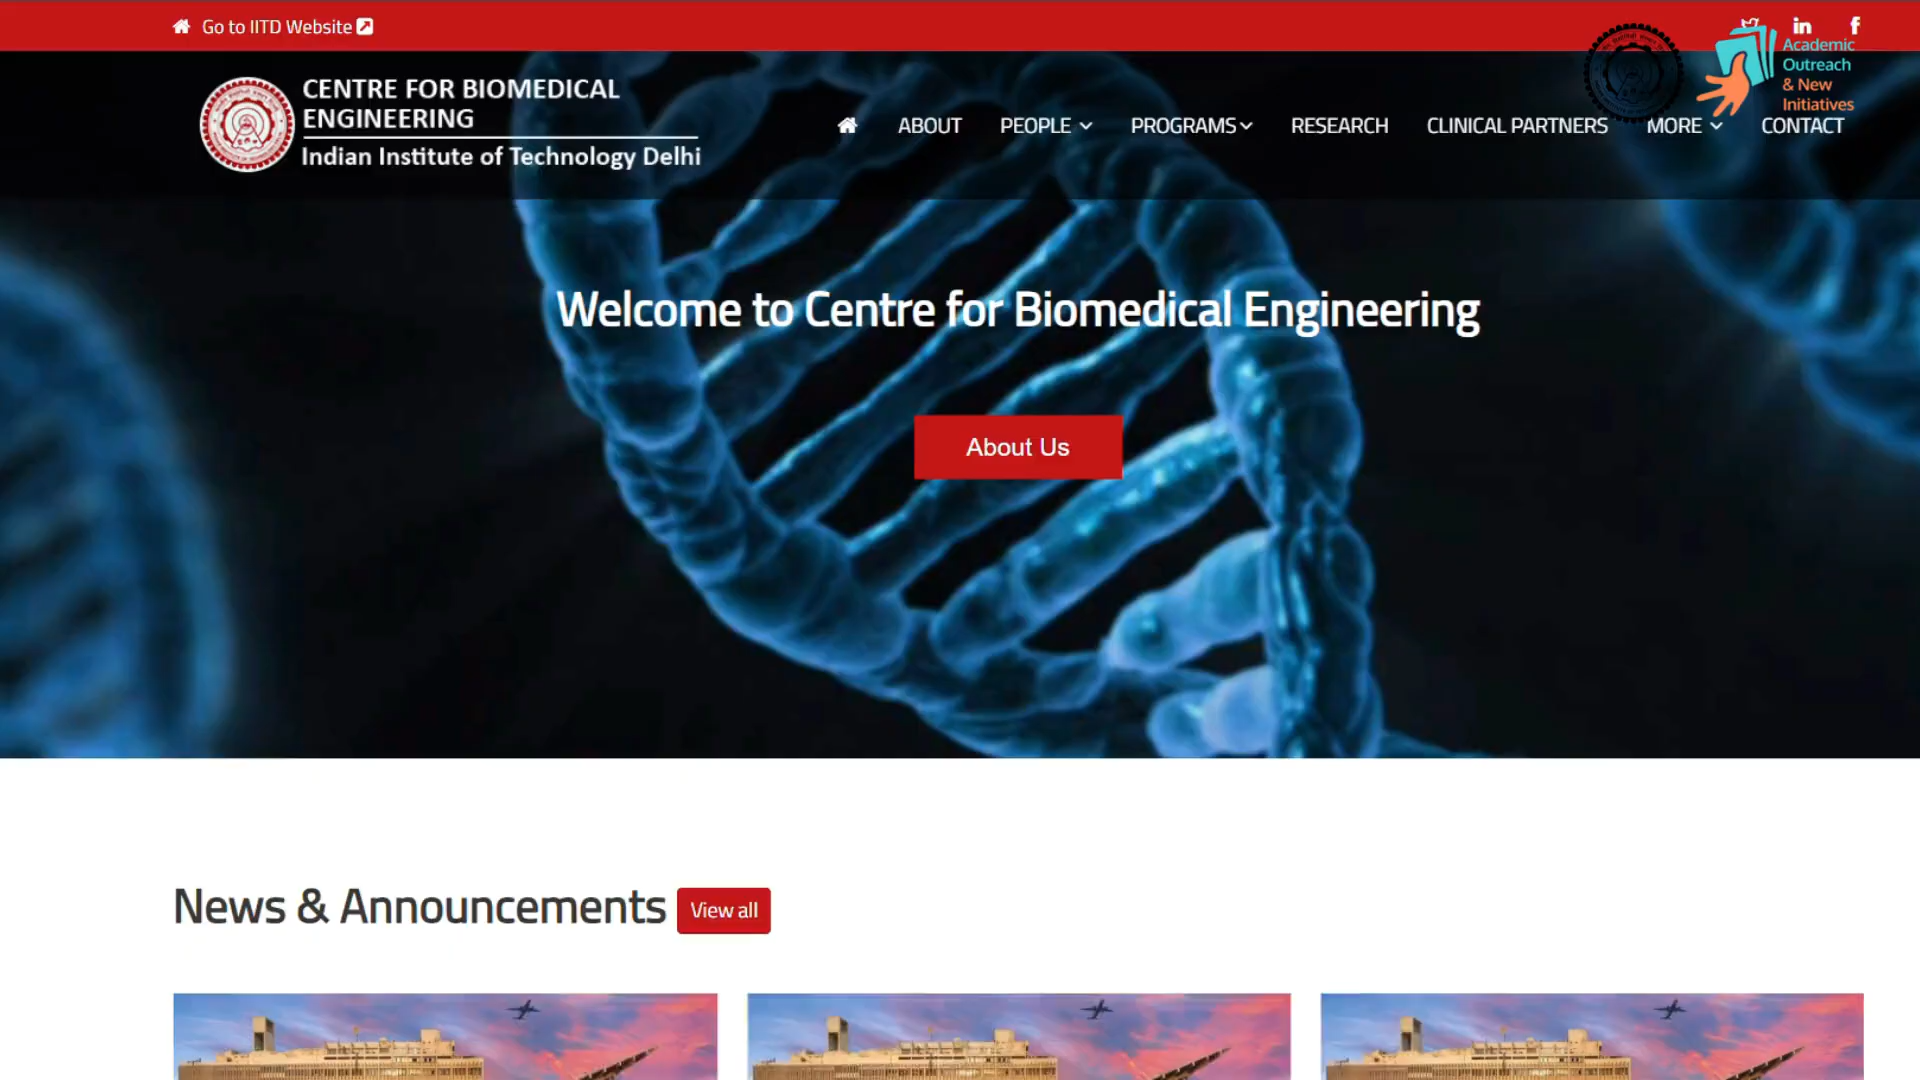 Go to IITD Website
Academic
Outreach
& New
Initiatives
CENTRE FOR BIOMEDICAL
ENGINEERING
Indian Institute of Technology Delhi
ABOUT
PEOPLE
PROGRAMS
RESEARCH
CLINICAL PARTNERS
MORE
CONTACT
Welcome to Centre for Biomedical Engineering
About Us
News & Announcements
View all